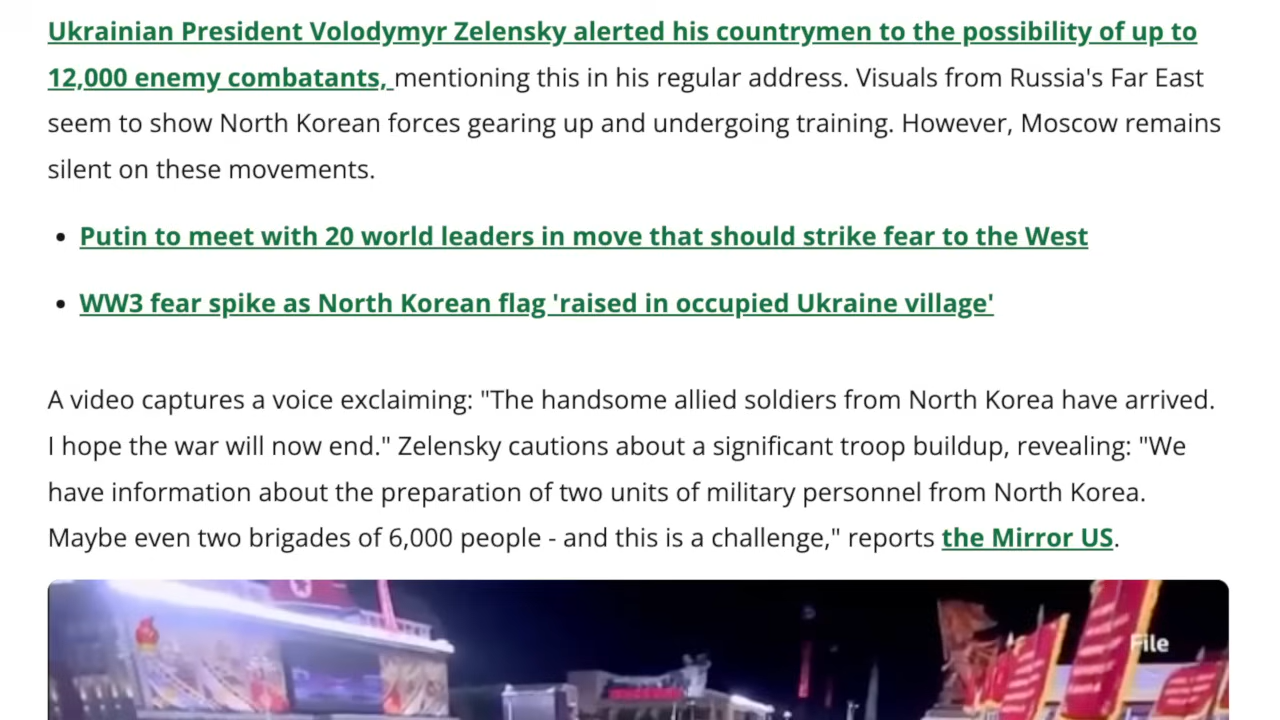 Ukrainian President Volodymyr Zelensky alerted his countrymen to the possibility of up to
12,000 enemy combatants, mentioning this in his regular address. Visuals from Russia's Far East
seem to show North Korean forces gearing up and undergoing training. However, Moscow remains
silent on these movements.
• Putin to meet with 20 world leaders in move that should strike fear to the West
• WW3 fear spike as North Korean flag 'raised in occupied Ukraine village'
A video captures a voice exclaiming: "The handsome allied soldiers from North Korea have arrived.
I hope the war will now end." Zelensky cautions about a significant troop buildup, revealing: "We
have information about the preparation of two units of military personnel from North Korea.
Maybe even two brigades of 6,000 people - and this is a challenge," reports the Mirror US.
File